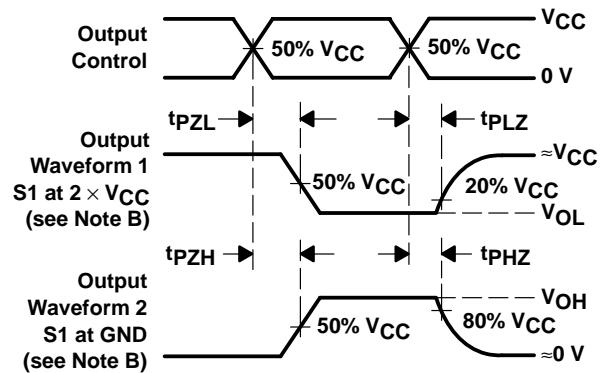 VCC
Output
Control
50% VCC
50% VCC
0 V
tPZL
tPLZ
Output
Waveform 1
S1 at 2 × VCC
(see Note B)
≈VCC
50% VCC
20% VCC
VOL
tPZH
tPHZ
Output
Waveform 2
S1 at GND
(see Note B)
VOH
50% VCC
80% VCC
≈0 V